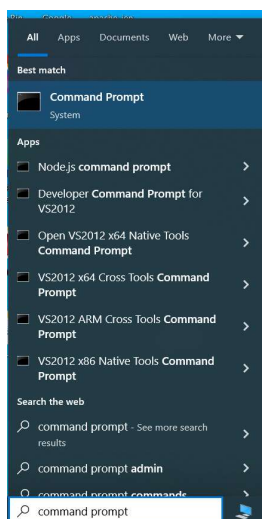 All Apps Documents Web More
Best match
Command Prompt
System
Apps
Node.js command prompt
Developer Command Prompt for
VS2012
Open VS2012 x64 Native Tools
Command Prompt
VS2012 x64 Cross Tools Command
Prompt
VS2012 ARM Cross Tools Command
Prompt
VS2012 x86 Native Tools Command
Prompt
Search the web
command prompt - See more search
results
command prompt admin
command prompt commands
command prompt